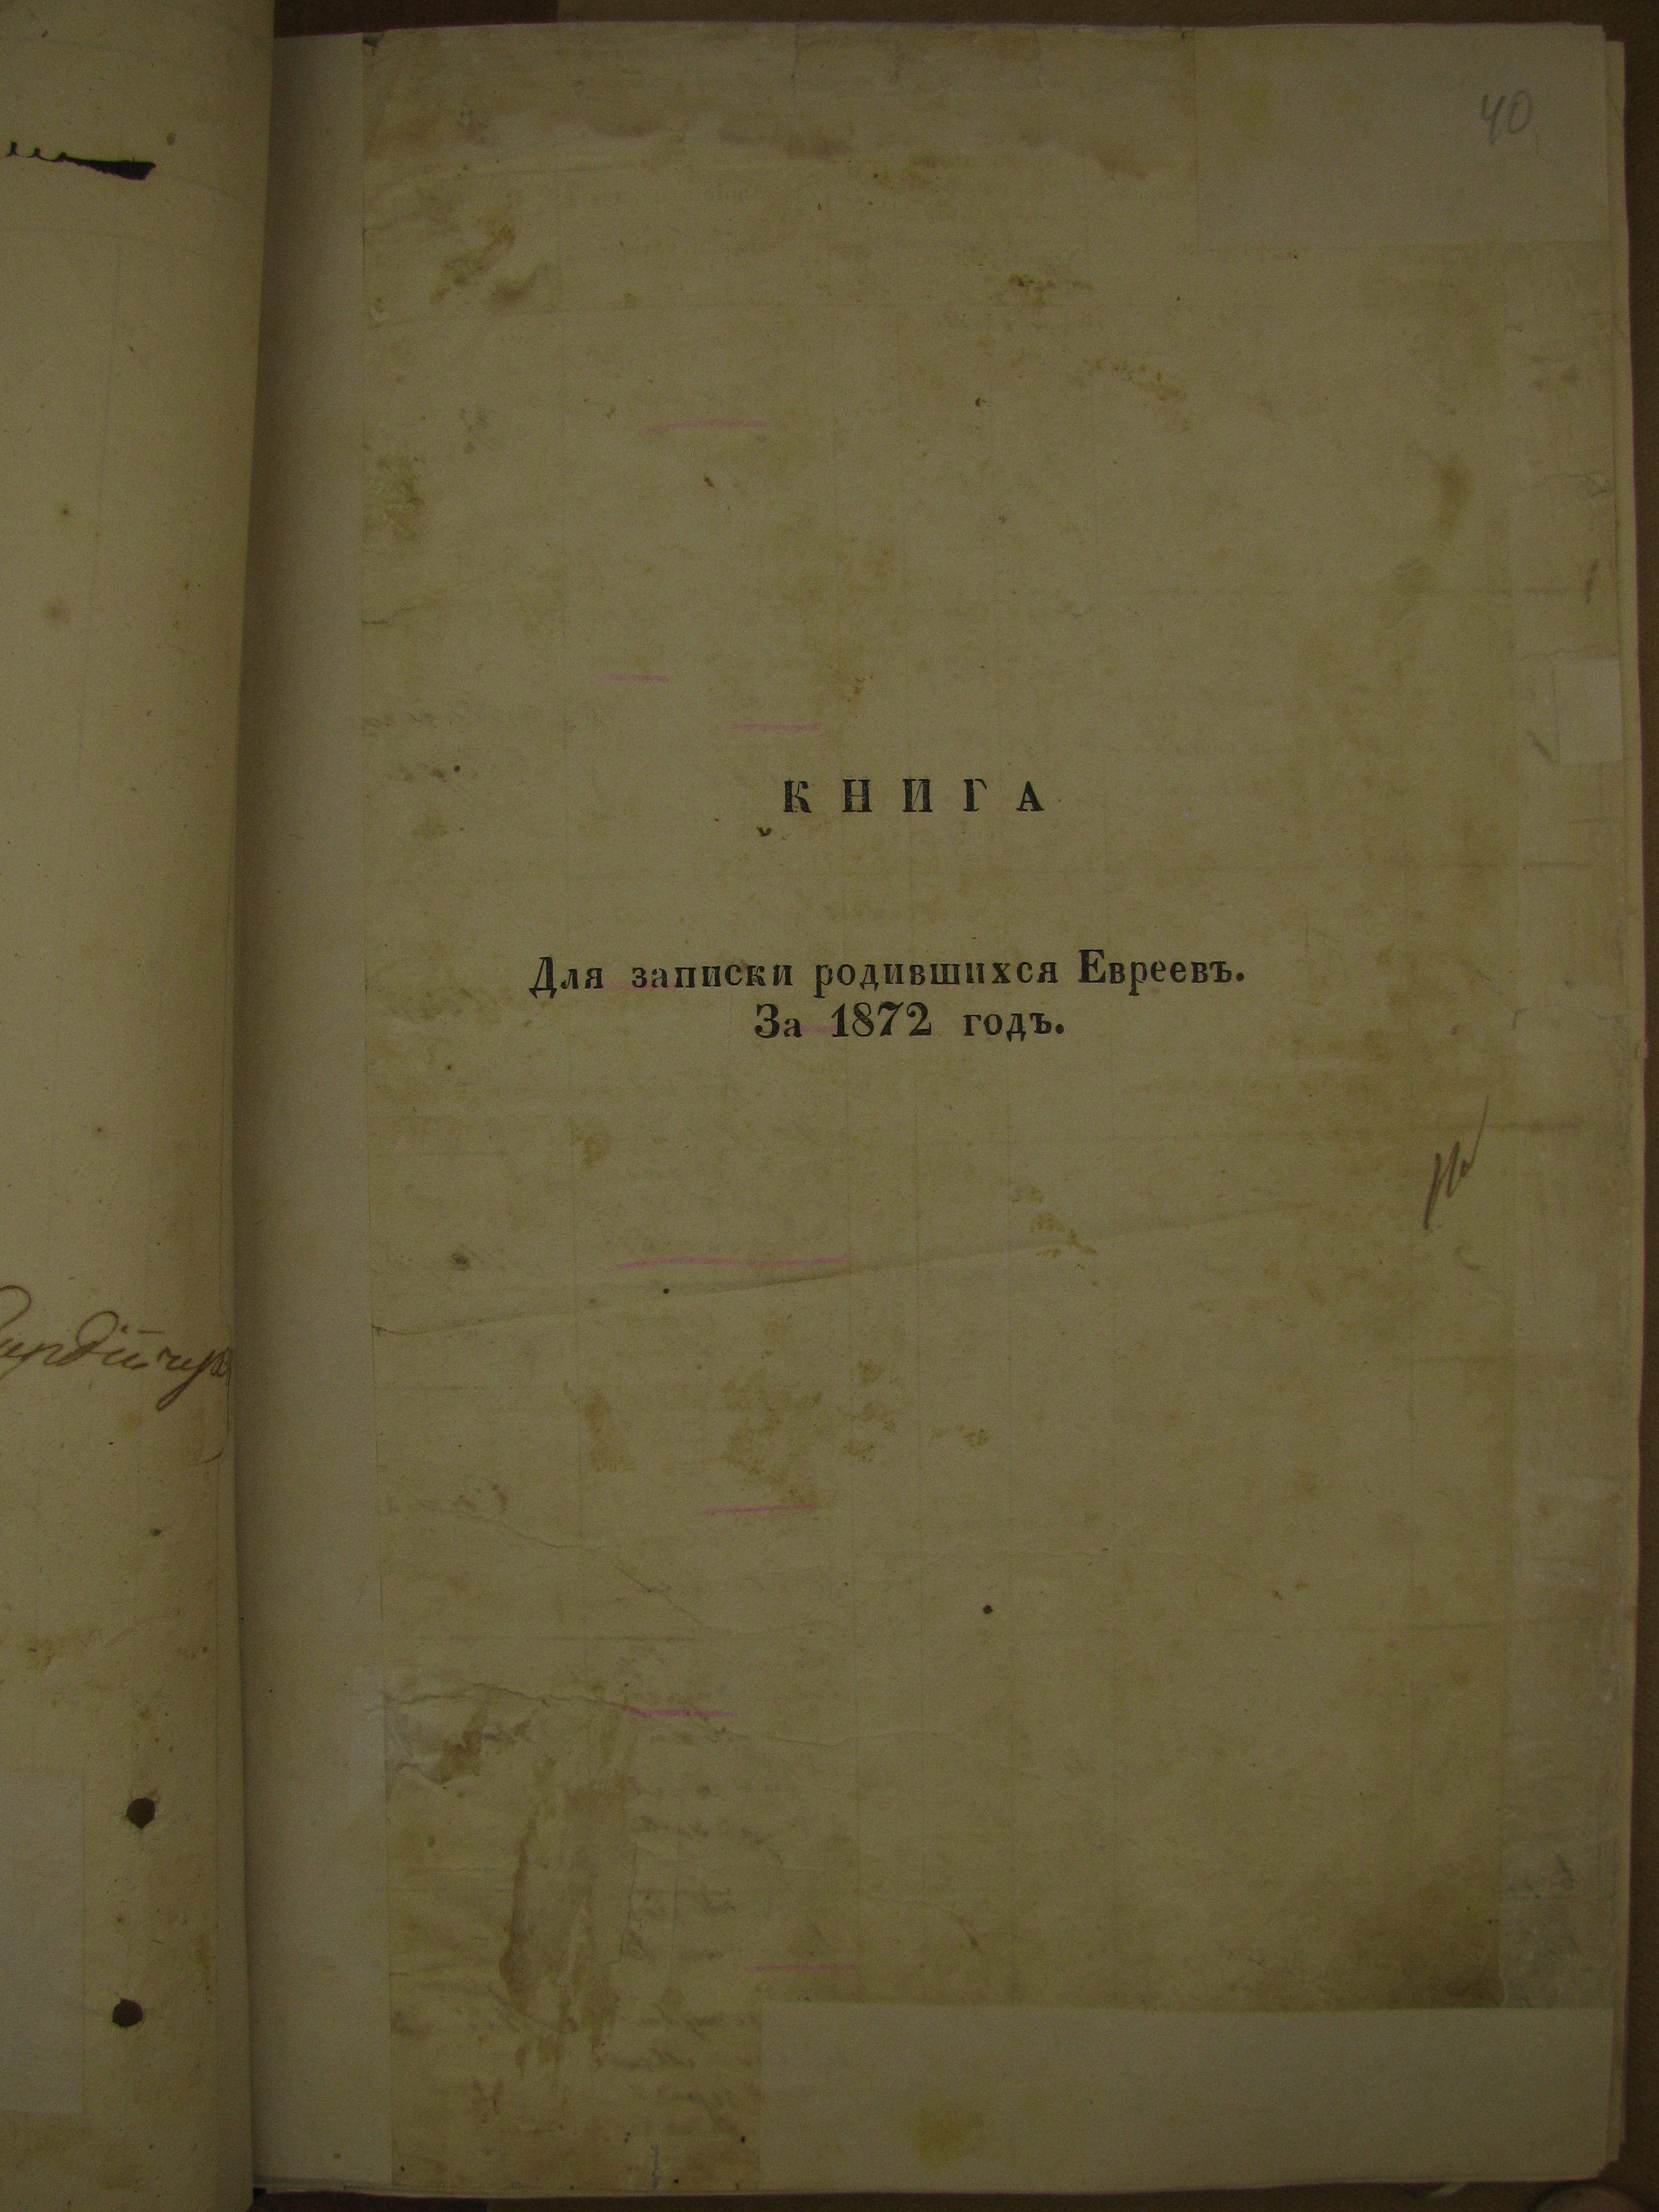 40
КНИГА
Для записки родившихся Евреевъ.
За 1872 годъ.